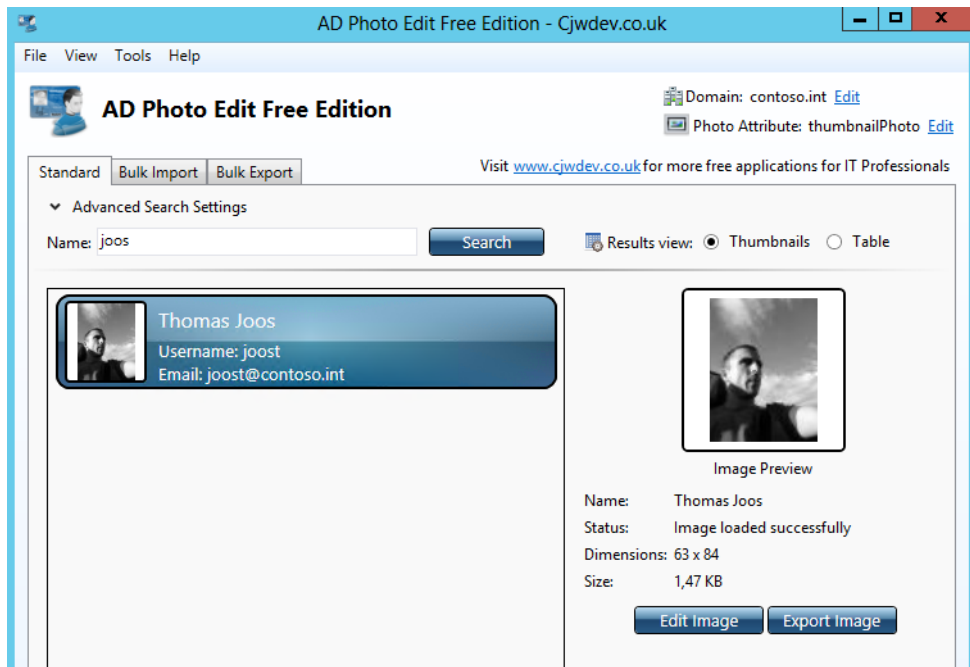 AD Photo Edit Free Edition - Cjwdev.co.uk
File View Tools Help
AD Photo Edit Free Edition
Domain: contoso.int Edit
Photo Attribute: thumbnailPhoto Edit
Standard Bulk Import Bulk Export
Visit www.cjwdev.co.uk for more free applications for IT Professionals
Advanced Search Settings
Name: joos Search Results view: Thumbnails Table
Thomas Joos
Username: joost
Email: joost@contoso.int
Image Preview
Name: Thomas Joos
Status: Image loaded successfully
Dimensions: 63 x 84
Size: 1,47 KB
Edit Image Export Image